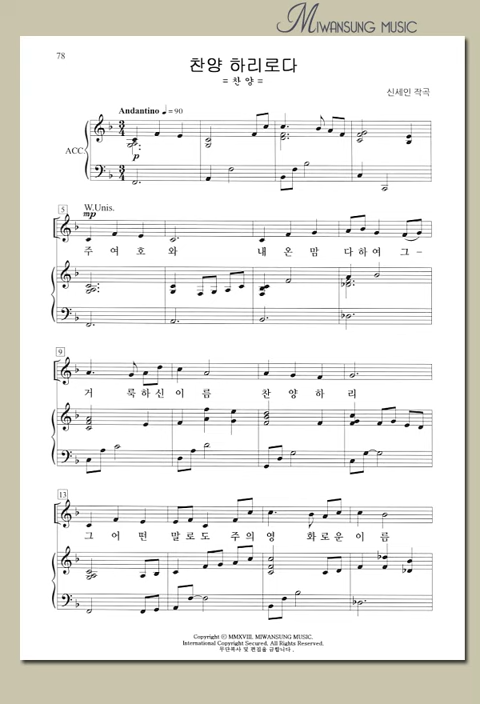 MIWANSUNG MUSIC
78
찬양 하리로다
= 찬 양 =
신세민 작곡
Andantino ♩= 90
ACC.
p
5
W.Unis.
mp
주 여 호 와 내 온 맘 다 하 여 그 -
9
거 룩 하 신 이 름 찬 양 하 리
13
그 어 떤 말 로 도 주 의 영 화 로 운 이 름
Copyright ⓒ MMXVIII, MIWANSUNG MUSIC.
International Copyright Secured. All Rights Reserved.
무단복사 및 편집을 금합니다.